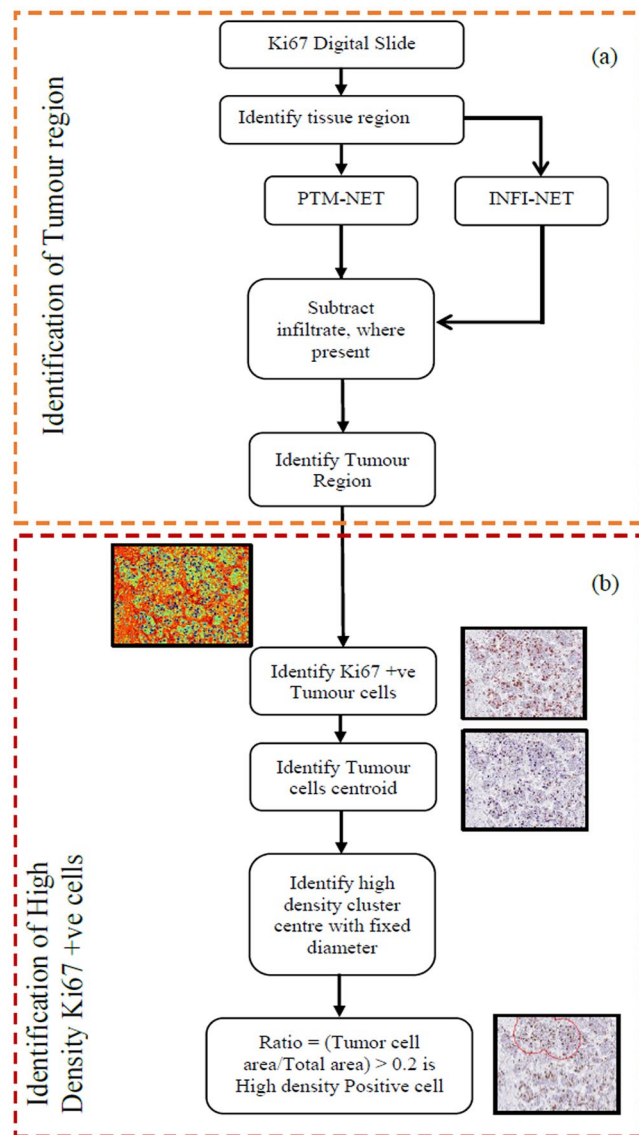 Identification of Tumour region
(a)
Ki67 Digital Slide
Identify tissue region
PTM-NET
INFI-NET
Subtract
infiltrate, where
present
Identify Tumour
Region
Identification of High
Density Ki67 +ve cells
(b)
Identify Ki67 +ve
Tumour cells
Identify Tumour
cells centroid
Identify high
density cluster
centre with fixed
diameter
Ratio = (Tumor cell
area/Total area) > 0.2 is
High density Positive cell